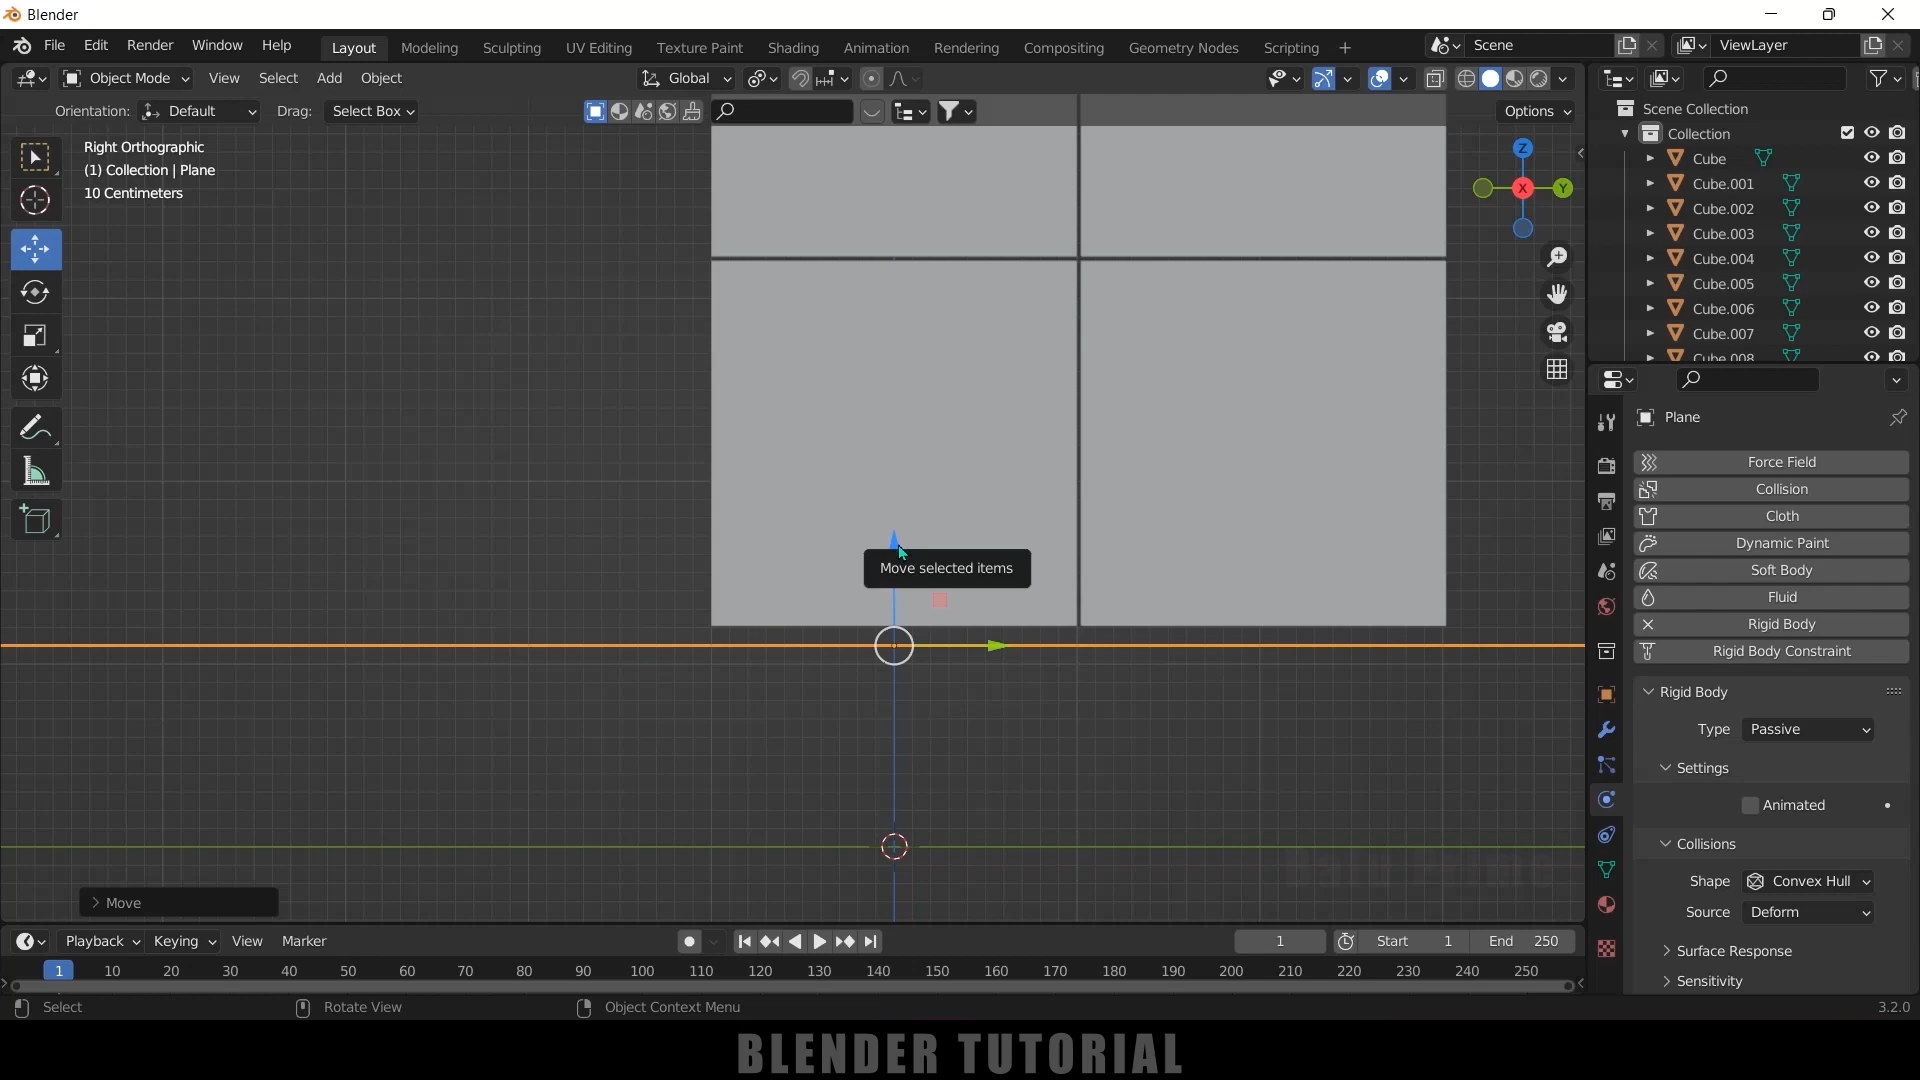 Blender
File Edit Render Window Help Layout Modeling Sculpting UV Editing Texture Paint Shading Animation Rendering Compositing Geometry Nodes Scripting + Scene ViewLayer
Object Mode View Select Add Object Global
Orientation: Default Drag: Select Box Options
Right Orthographic
(1) Collection | Plane
10 Centimeters
Z
X
Y
Move selected items
> Move
Scene Collection
Collection
Cube
Cube.001
Cube.002
Cube.003
Cube.004
Cube.005
Cube.006
Cube.007
Cube.008
Plane
Force Field
Collision
Cloth
Dynamic Paint
Soft Body
Fluid
Rigid Body
Rigid Body Constraint
Rigid Body
Type Passive
Settings
Animated
Collisions
Shape Convex Hull
Source Deform
Surface Response
Sensitivity
Playback Keying View Marker 1 Start 1 End 250
1 10 20 30 40 50 60 70 80 90 100 110 120 130 140 150 160 170 180 190 200 210 220 230 240 250
Select Rotate View Object Context Menu 3.2.0
BLENDER TUTORIAL